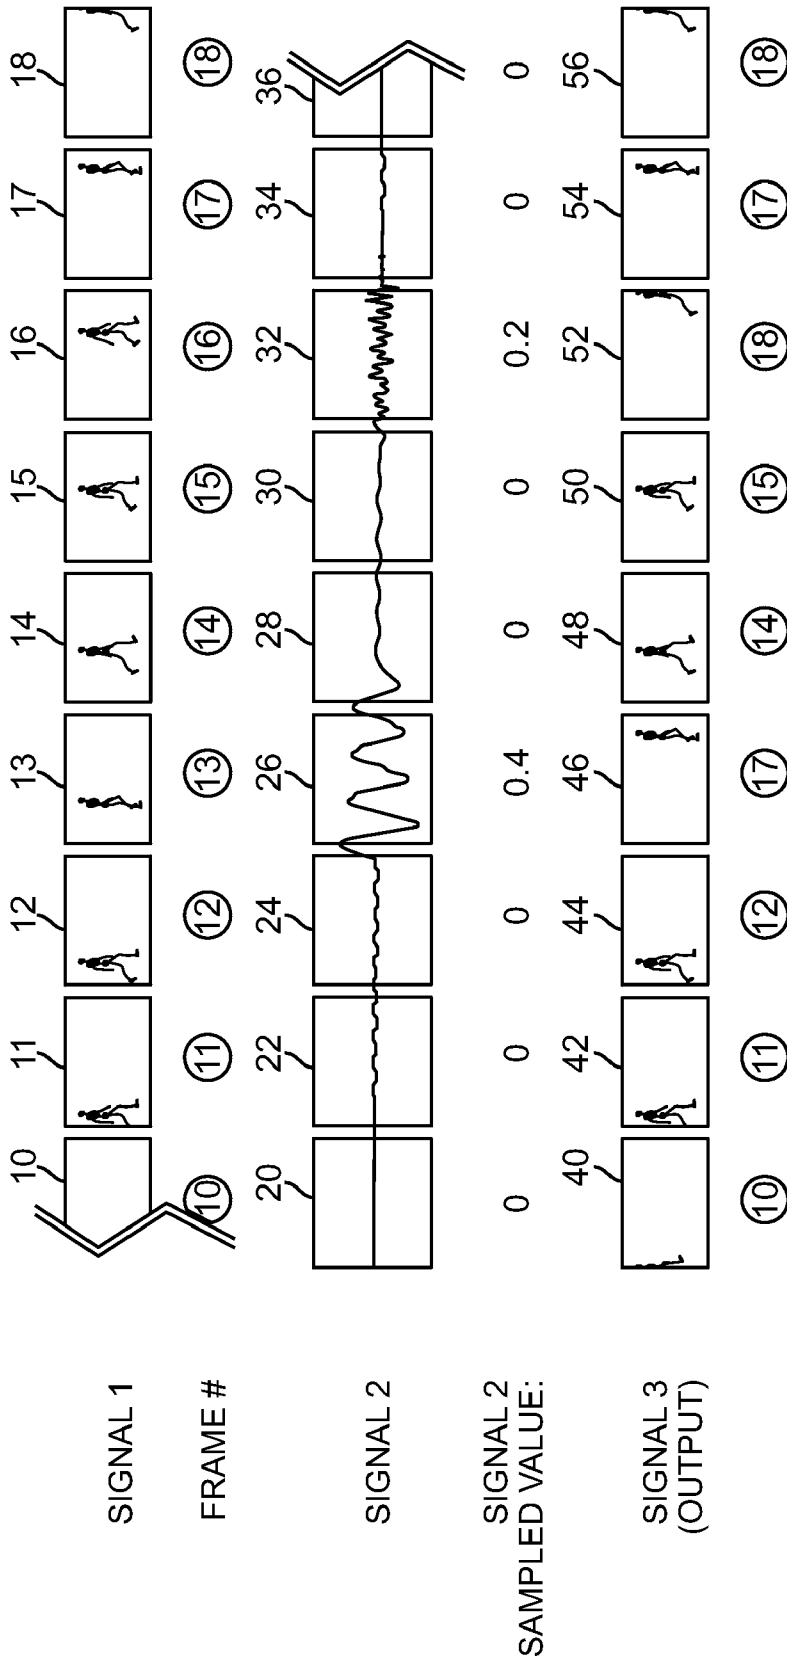 10 11 12 13 14 15 16 17 18
SIGNAL 1
FRAME # 10 11 12 13 14 15 16 17 18
20 22 24 26 28 30 32 34 36
SIGNAL 2
SIGNAL 2
SAMPLED VALUE: 0 0 0 0.4 0 0 0.2 0 0
40 42 44 46 48 50 52 54 56
SIGNAL 3
(OUTPUT)
10 11 12 17 14 15 18 17 18